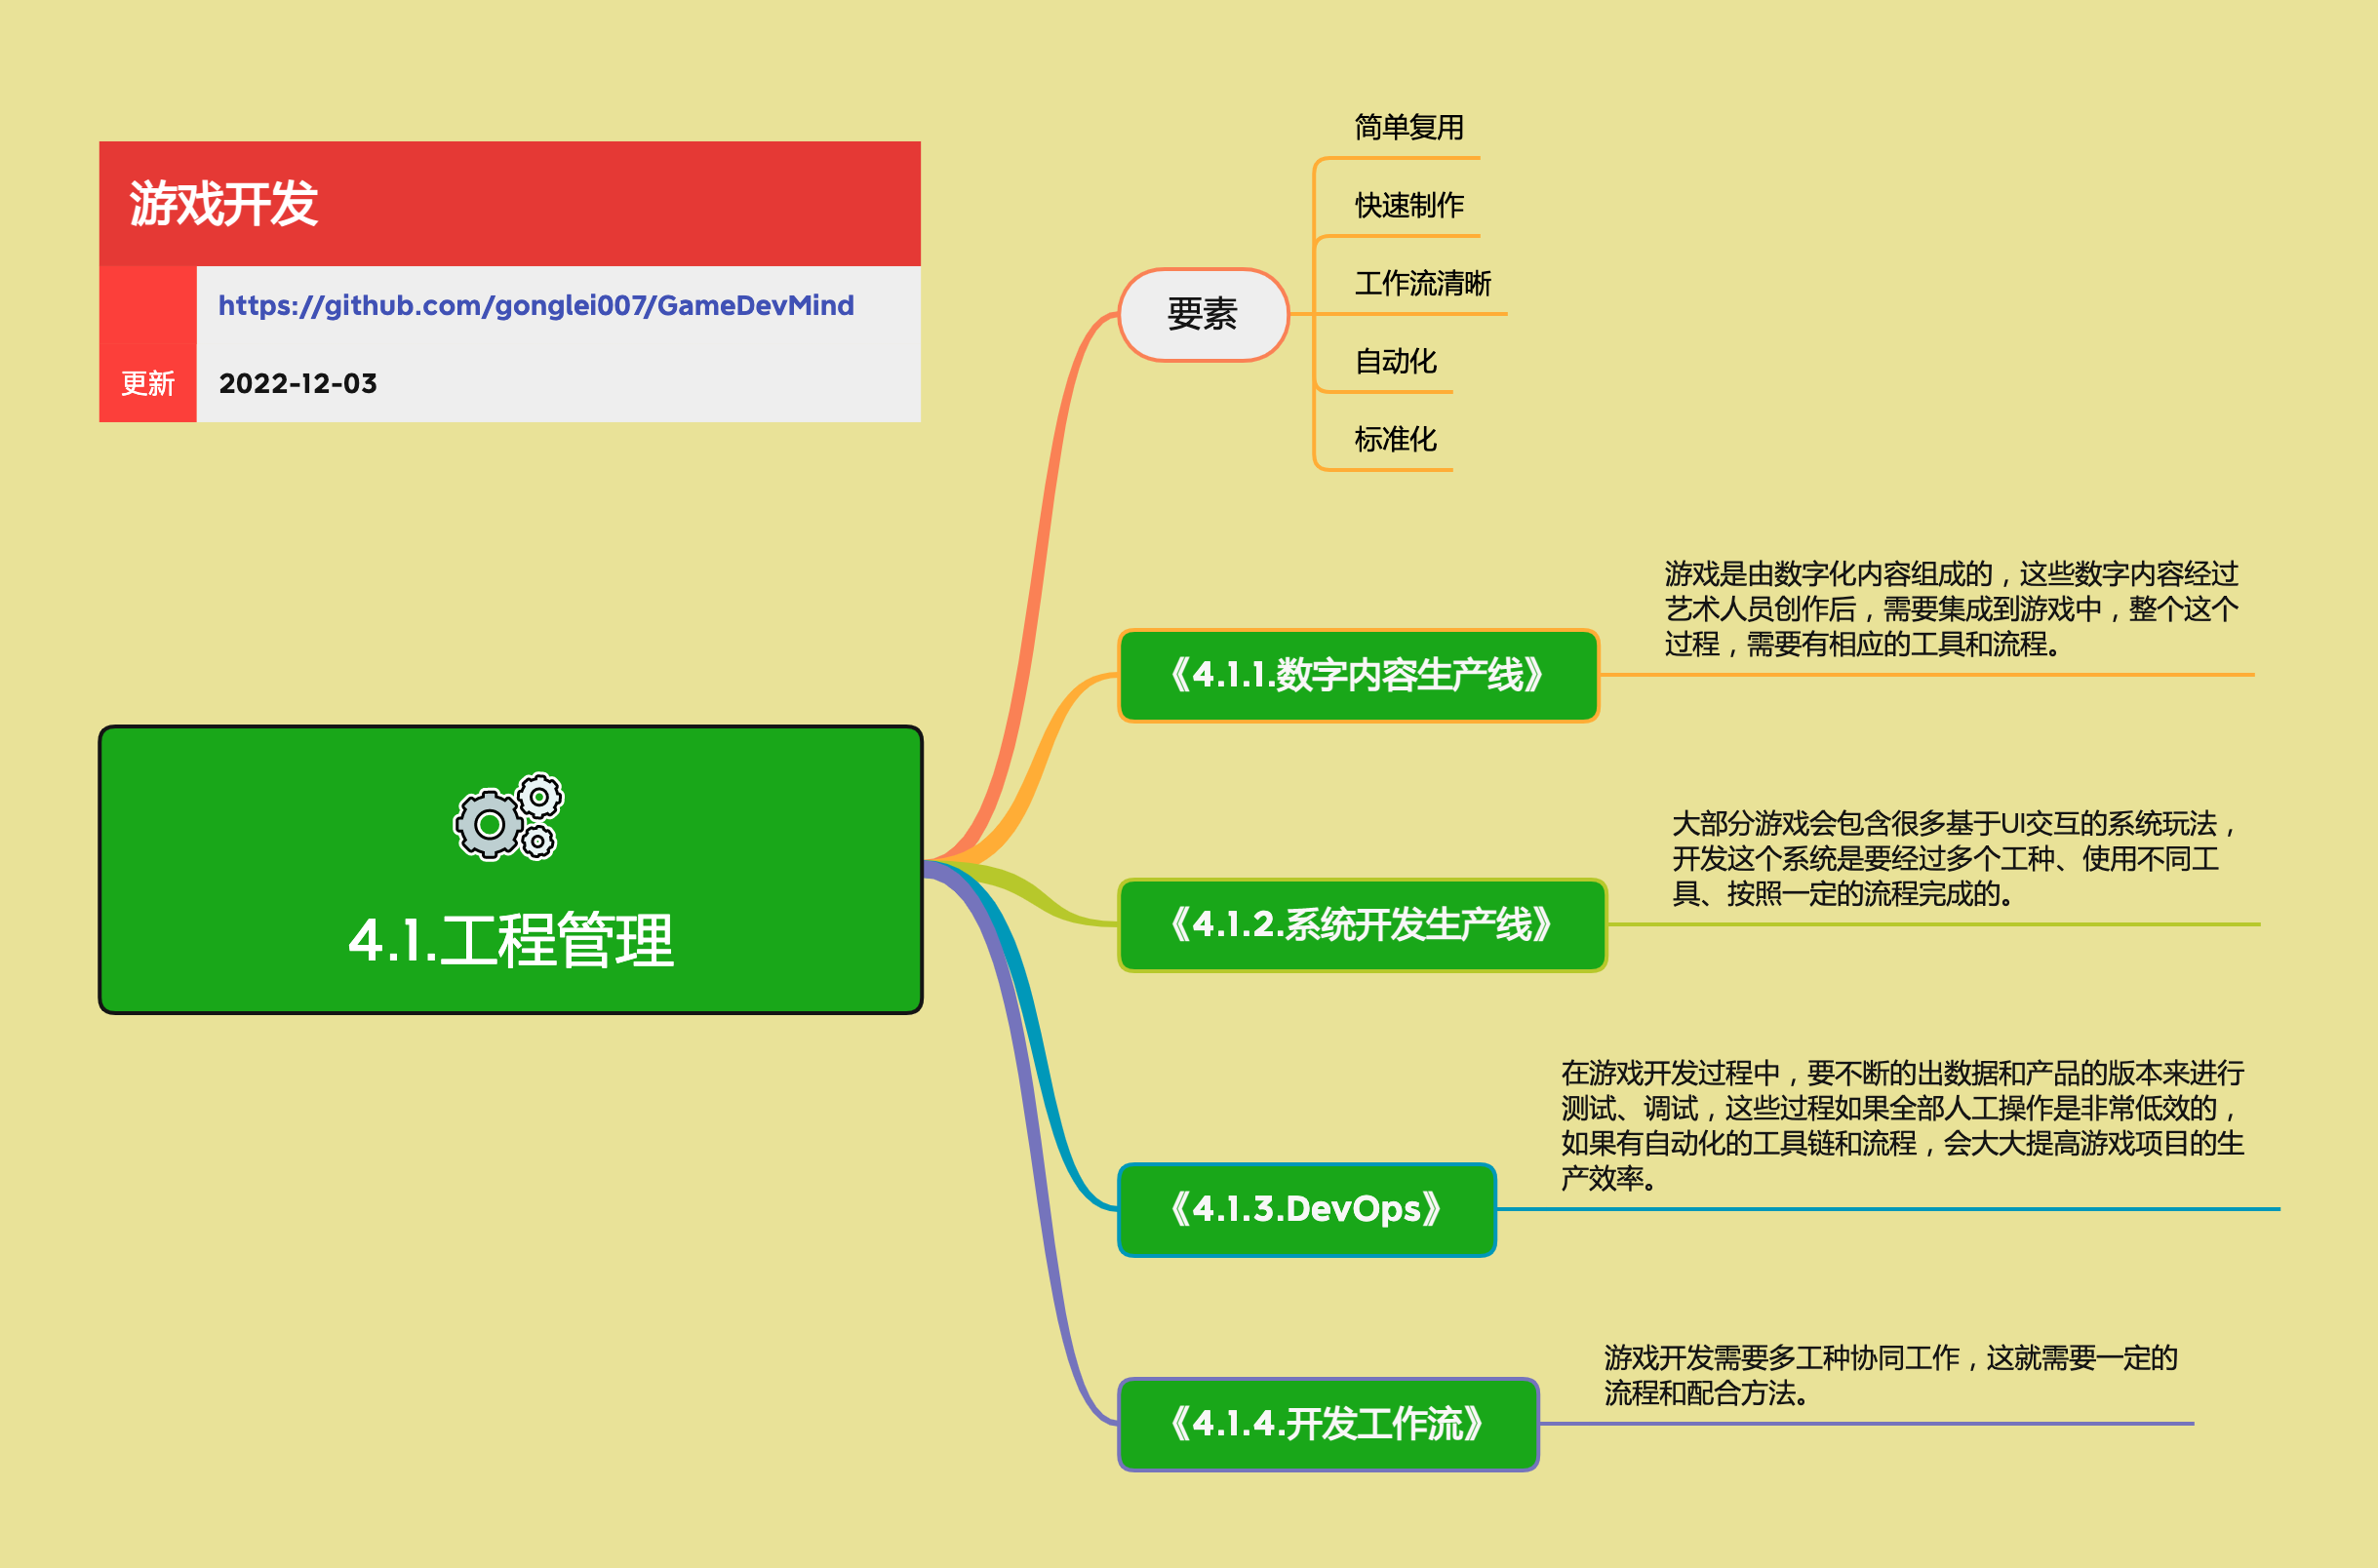 游戏开发
https://github.com/gonglei007/GameDevMind
更新
2022-12-03
4.1.工程管理
要素
简单复用
快速制作
工作流清晰
自动化
标准化
《4.1.1.数字内容生产线》
游戏是由数字化内容组成的，这些数字内容经过
艺术人员创作后，需要集成到游戏中，整个这个
过程，需要有相应的工具和流程。
《4.1.2.系统开发生产线》
大部分游戏会包含很多基于UI交互的系统玩法，
开发这个系统是要经过多个工种、使用不同工
具、按照一定的流程完成的。
《4.1.3.DevOps》
在游戏开发过程中，要不断的出数据和产品的版本来进行
测试、调试，这些过程如果全部人工操作是非常低效的，
如果有自动化的工具链和流程，会大大提高游戏项目的生
产效率。
《4.1.4.开发工作流》
游戏开发需要多工种协同工作，这就需要一定的
流程和配合方法。